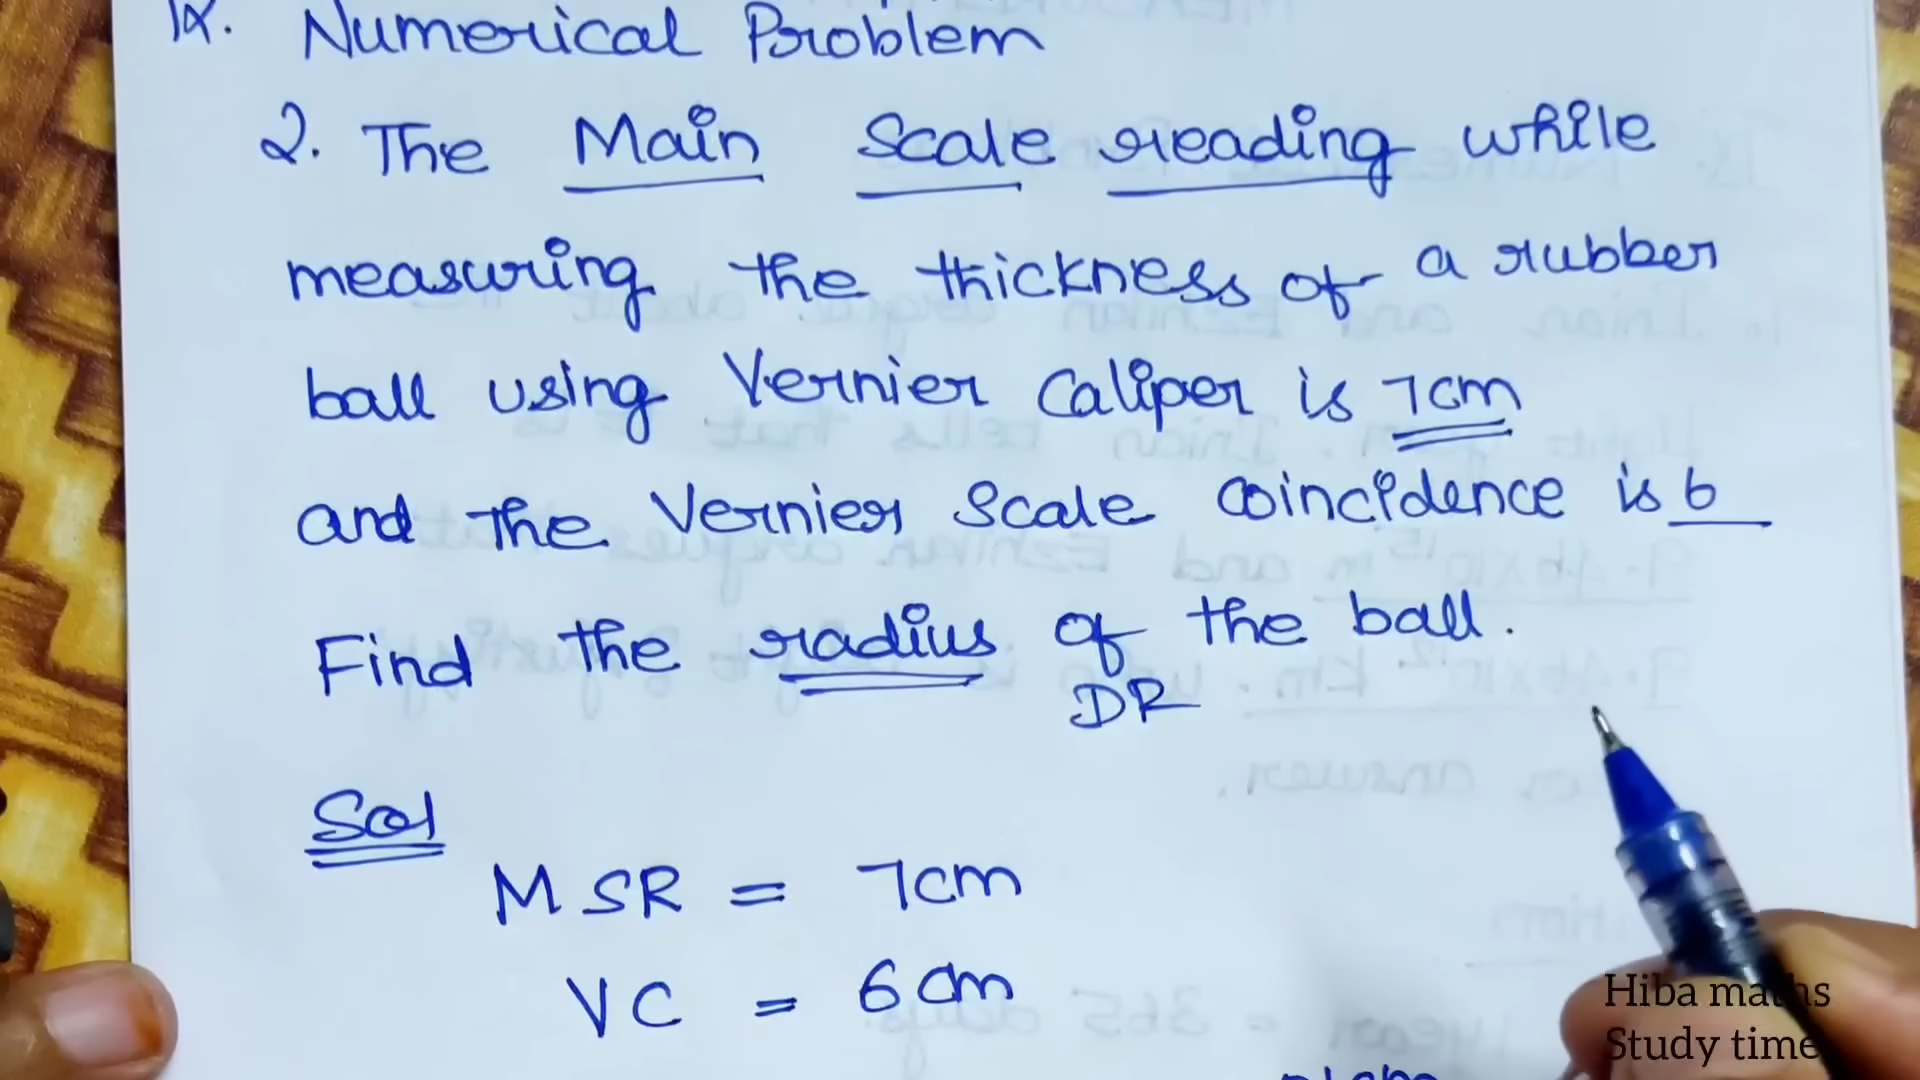 IX. Numerical Problem
2. The Main Scale reading while
measuring the thickness of a rubber
ball using Vernier Caliper is 7cm
and the Vernier Scale coincidence is 6
Find the radius of the ball.
DR
Sol
MSR = 7cm
VC = 6cm
Hiba maths
Study time